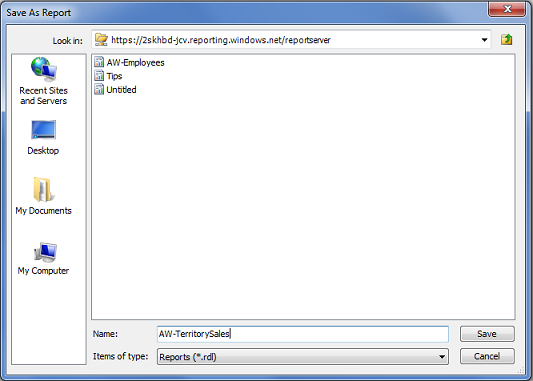 Save As Report
Look in:
https://2skhbd-jcv.reporting.windows.net/reportserver
Recent Sites
and Servers
Desktop
My Documents
My Computer
AW-Employees
Tips
Untitled
Name:
AW-TerritorySales
Save
Items of type:
Reports (*.rdl)
Cancel